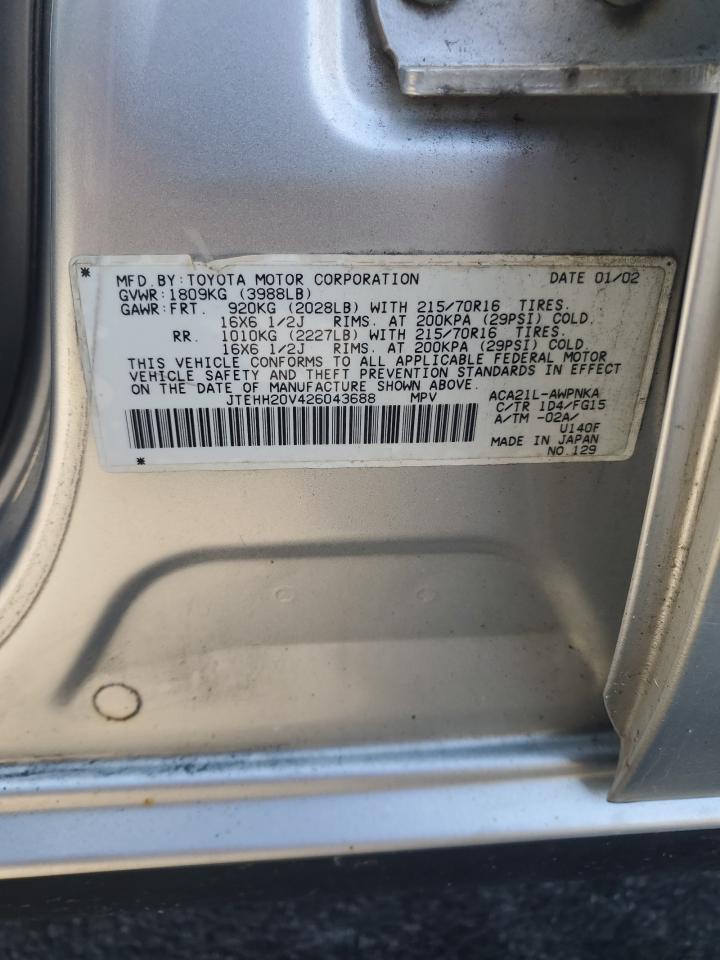 MFD. BY: TOYOTA MOTOR CORPORATION DATE 01/02
GVWR: 1809KG (3988LB)
GAWR: FRT. 920KG (2028LB) WITH 215/70R16 TIRES.
16X6 1/2J RIMS. AT 200KPA (29PSI) COLD.
RR. 1010KG (2227LB) WITH 215/70R16 TIRES.
16X6 1/2J RIMS. AT 200KPA (29PSI) COLD.
THIS VEHICLE CONFORMS TO ALL APPLICABLE FEDERAL MOTOR
VEHICLE SAFETY AND THEFT PREVENTION STANDARDS IN EFFECT
ON THE DATE OF MANUFACTURE SHOWN ABOVE.
JTEHH20V426043688 MPV ACA21L-AWPNKA
C/TR 1D4/FG15
A/TM -02A/
U140F
MADE IN JAPAN
NO.129